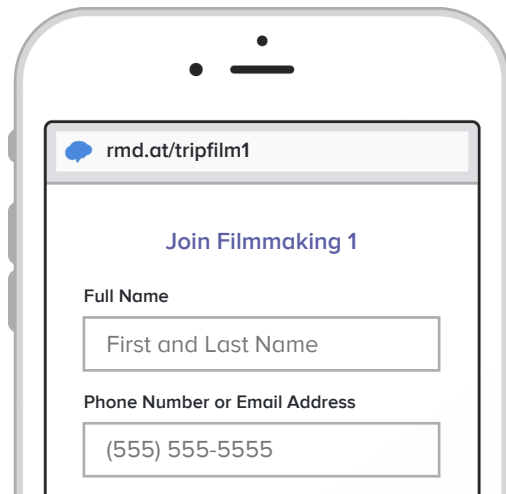 rmd.at/tripfilm1
Join Filmmaking 1
Full Name
First and Last Name
Phone Number or Email Address
(555) 555-5555